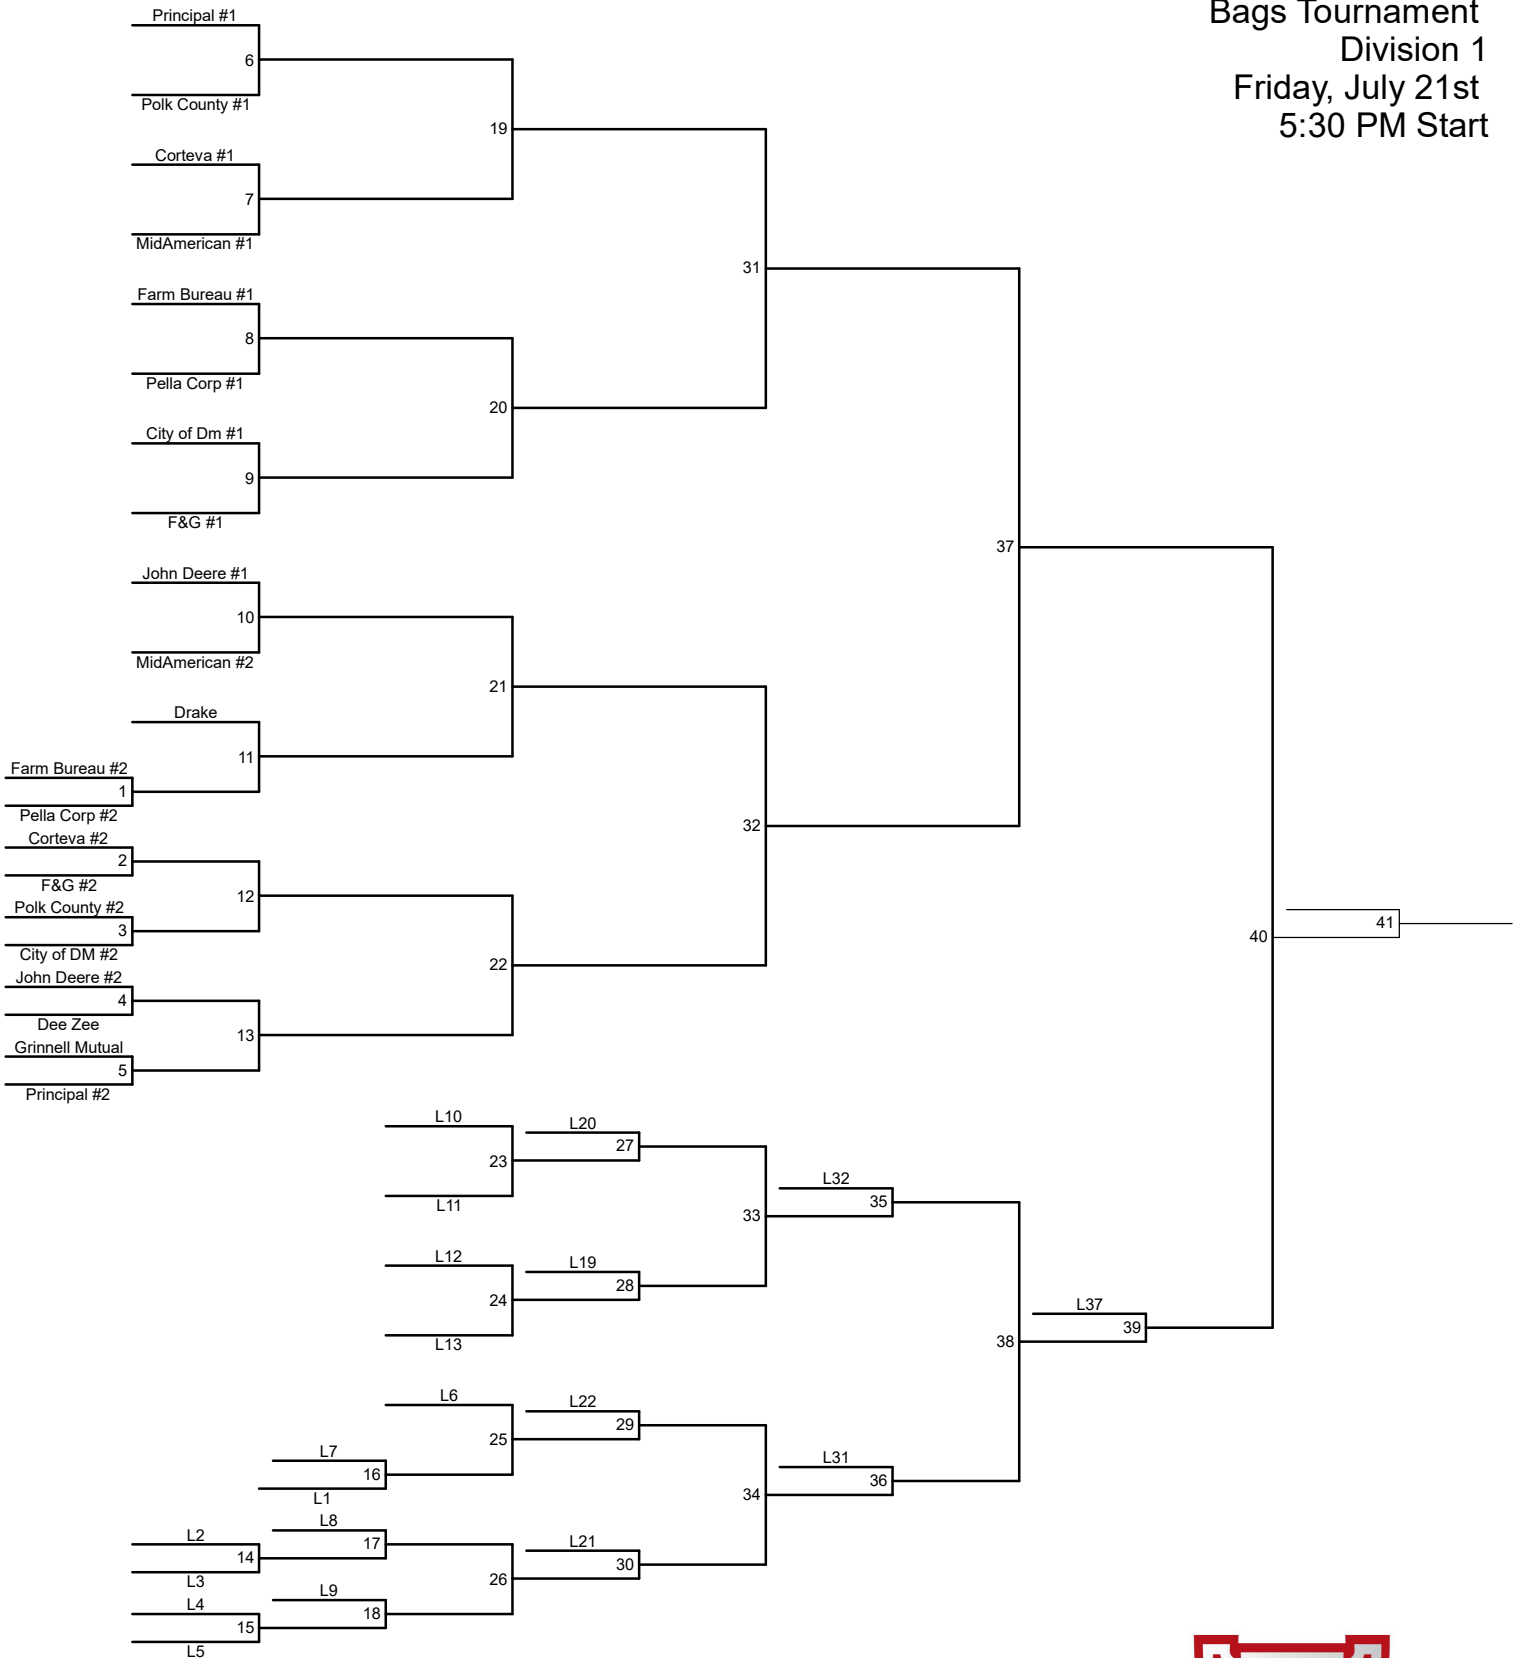 Bags Tournament
Division 1
Friday, July 21st
5:30 PM Start
Principal #1
6
Polk County #1
19
Corteva #1
7
MidAmerican #1
31
Farm Bureau #1
8
Pella Corp #1
20
City of Dm #1
9
F&G #1
37
John Deere #1
10
MidAmerican #2
21
Drake
11
Farm Bureau #2
1
Pella Corp #2
32
Corteva #2
2
F&G #2
12
Polk County #2
3
City of DM #2
22
John Deere #2
4
Dee Zee
13
Grinnell Mutual
5
Principal #2
41
40
L10
L20
27
23
L11
L32
35
33
L12
L19
28
24
L13
L37
39
38
L6
L22
29
25
L7
16
L1
L31
36
34
L2
L8
17
14
L3
L21
30
26
L9
L4
18
15
L5